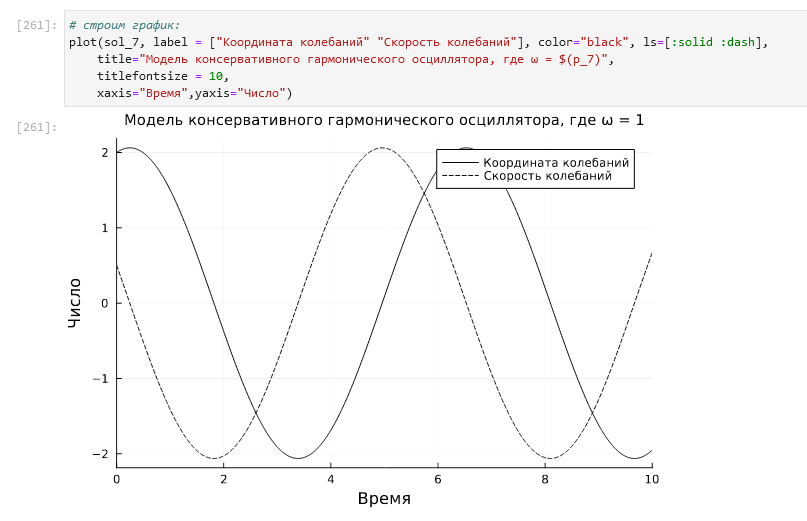 [261]: # строим график:
plot(sol_7, label = ["Координата колебаний" "Скорость колебаний"], color="black", ls=[:solid :dash],
title="Модель консервативного гармонического осциллятора, где ω = $(p_7)",
titlefontsize = 10,
xaxis="Время",yaxis="Число")
[261]:
Модель консервативного гармонического осциллятора, где ω = 1
Координата колебаний
Скорость колебаний
2
1
0
−1
−2
Число
0 2 4 6 8 10
Время